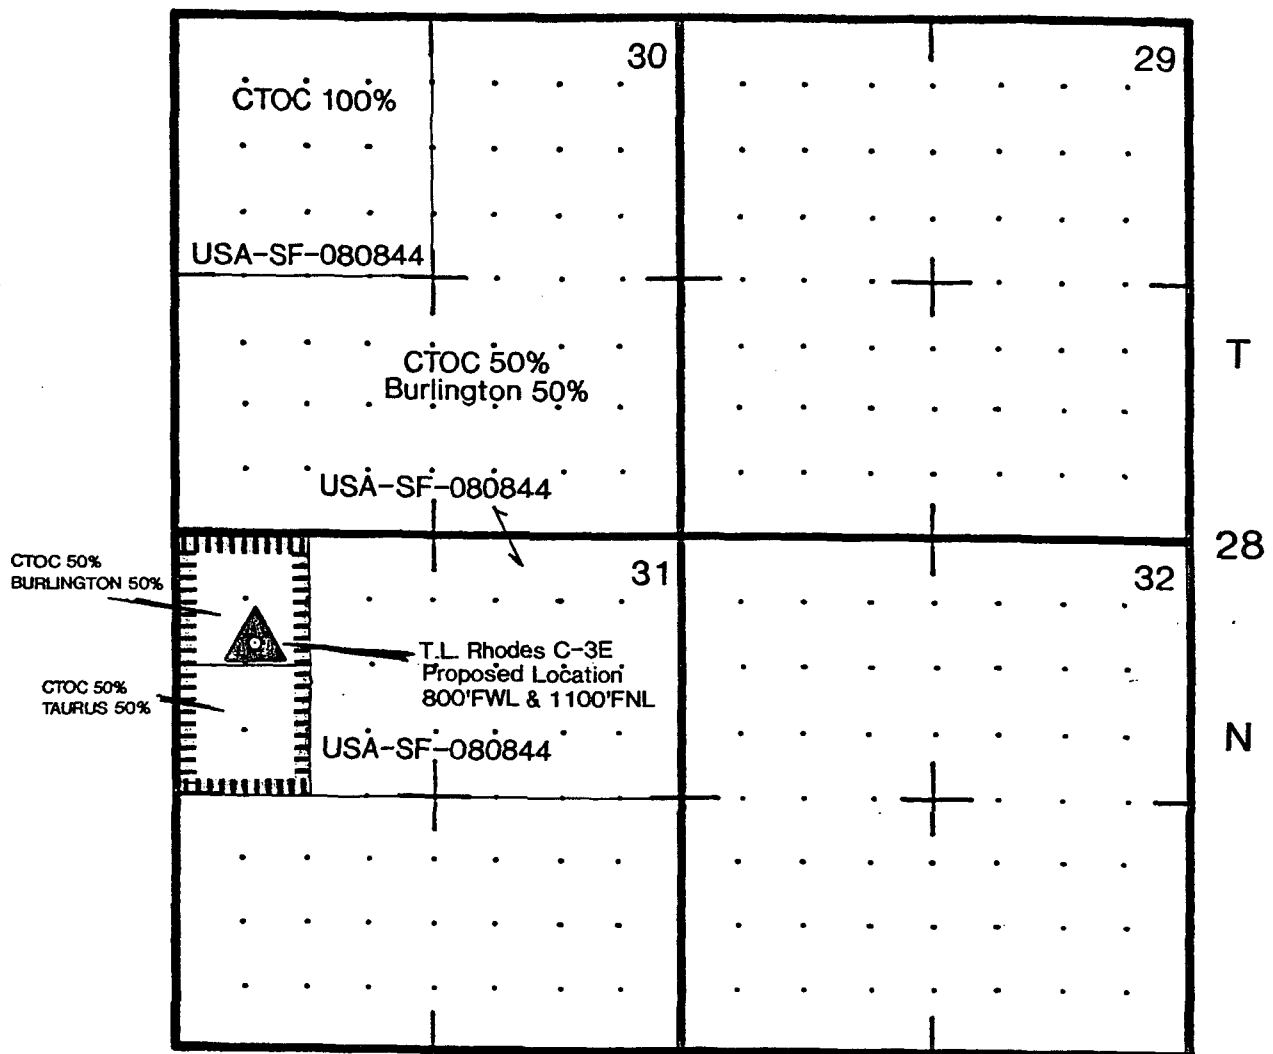 30
29
CTOC 100%
USA-SF-080844
CTOC 50%
Burlington 50%
USA-SF-080844
T
28
N
CTOC 50%
BURLINGTON 50%
31
32
T.L. Rhodes C-3E
Proposed Location
800'FWL & 1100'FNL
CTOC 50%
TAURUS 50%
USA-SF-080844